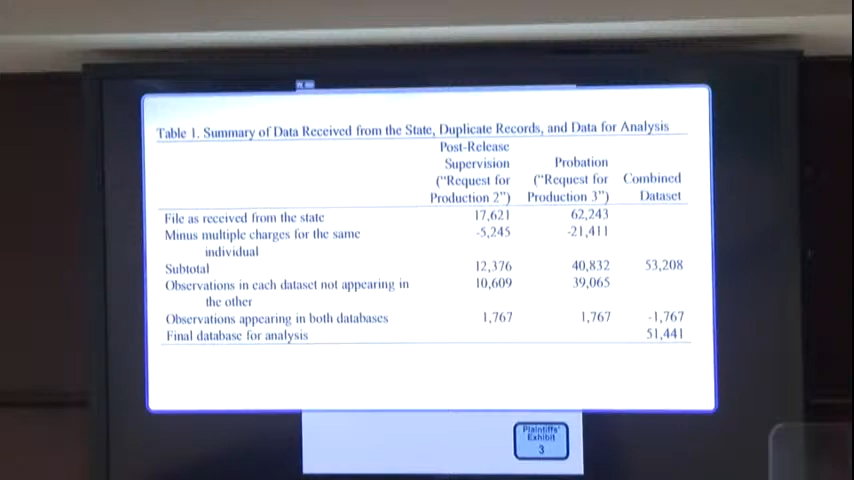 Table 1. Summary of Data Received from the State, Duplicate Records, and Data for Analysis
Post-Release
Supervision Probation
("Request for ("Request for Combined
Production 2") Production 3") Dataset
File as received from the state 17,621 62,243
Minus multiple charges for the same -5,245 -21,411
individual
Subtotal 12,376 40,832 53,208
Observations in each dataset not appearing in 10,609 39,065
the other
Observations appearing in both databases 1,767 1,767 -1,767
Final database for analysis 51,441
Plaintiffs'
Exhibit
3